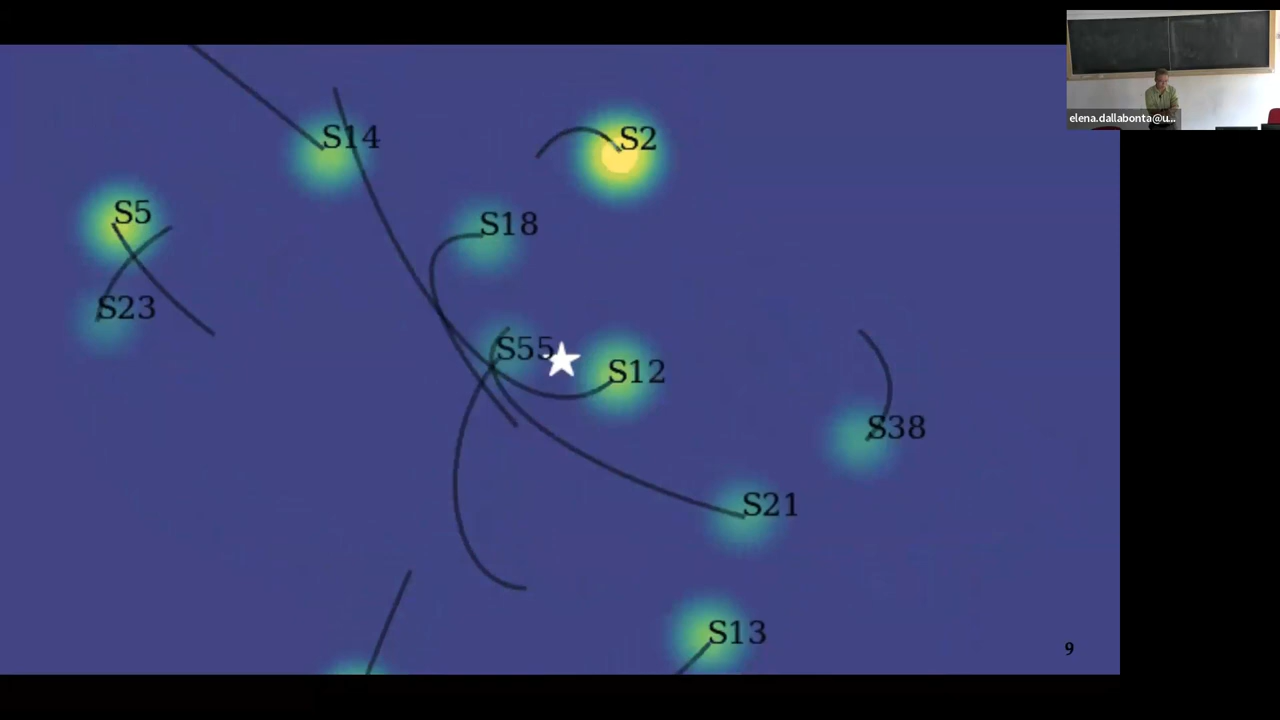 elena.dallabonta@u...
S14
S2
S5
S18
S23
S55
S12
S38
S21
S13
9